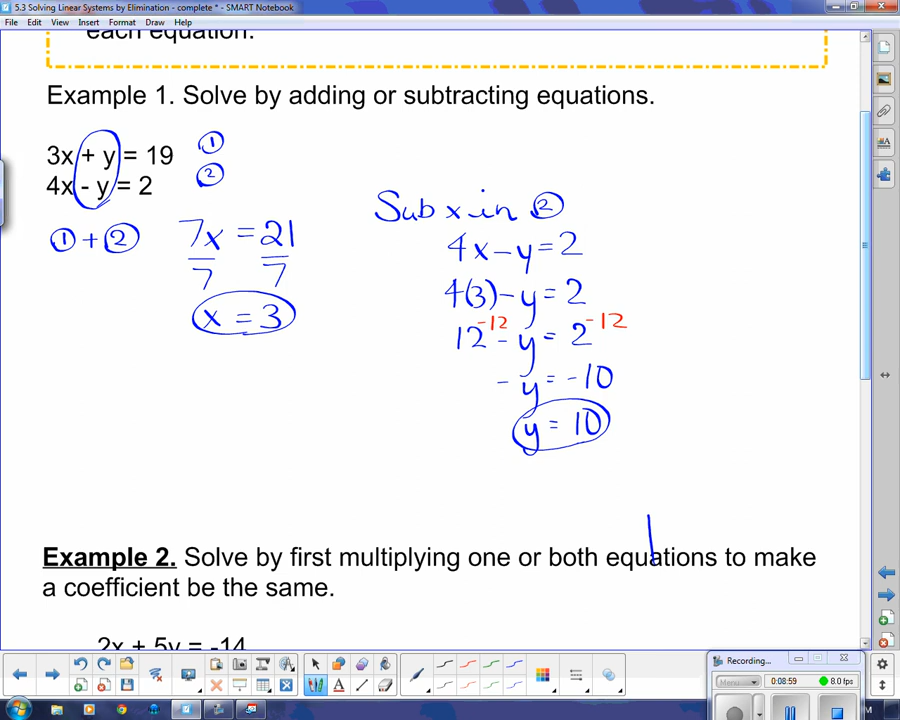 5.3 Solving Linear Systems by Elimination - complete * - SMART Notebook
File Edit View Insert Format Draw Help
each equation.
Example 1. Solve by adding or subtracting equations.
3x + y = 19 ①
4x - y = 2 ②
① + ② 7x = 21
7 7
x = 3
Sub x in ②
4x - y = 2
4(3) - y = 2
12 -12 - y = 2 -12
- y = -10
y = 10
Example 2. Solve by first multiplying one or both equations to make
a coefficient be the same.
2x + 5y = -14
Recording...
Menu 0:08:59 8.0 fps